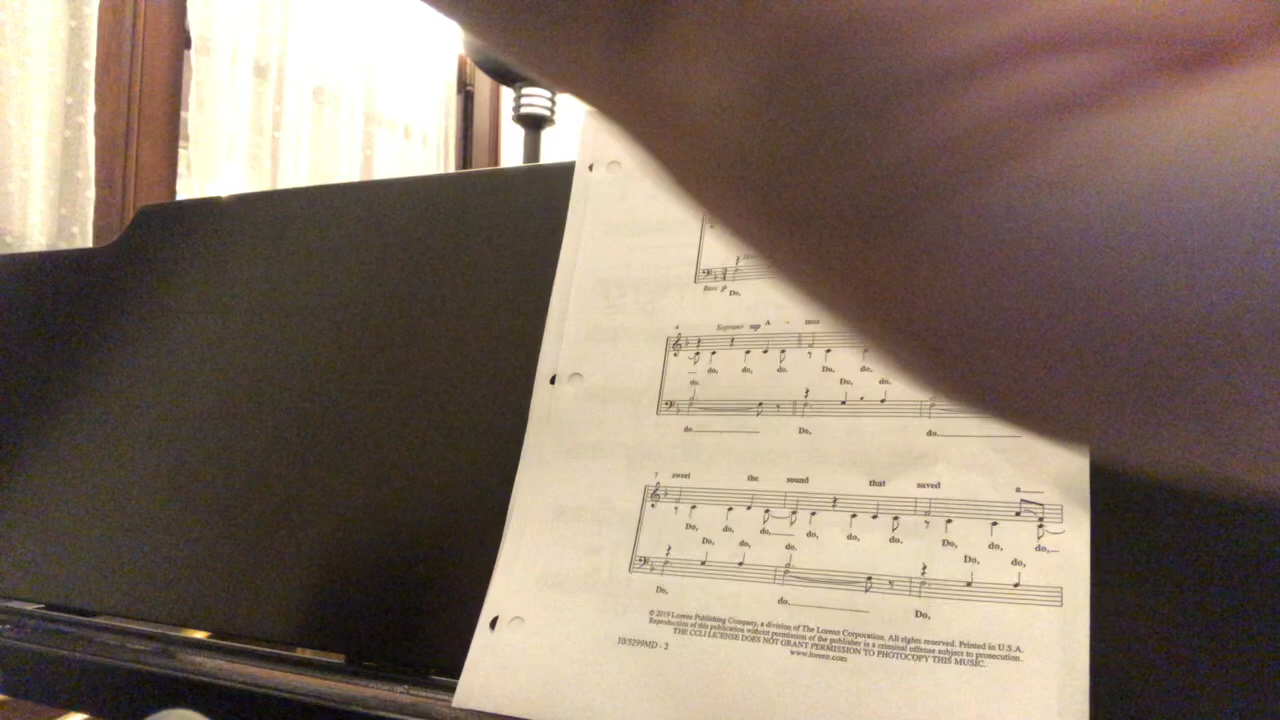 Bass p Do,
4 Soprano mp A - maz
do, do, do. Do, do,
do. Do, do.
do Do, do
7 sweet the sound that saved a
Do, do, do, do, do, do. Do, do, do,
Do, do, do. Do, do,
Do, do. Do,
© 2019 Lorenz Publishing Company, a division of The Lorenz Corporation. All rights reserved. Printed in U.S.A.
Reproduction of this publication without permission of the publisher is a criminal offense subject to prosecution.
THE CCLI LICENSE DOES NOT GRANT PERMISSION TO PHOTOCOPY THIS MUSIC.
10/5299MD - 2
www.lorenz.com